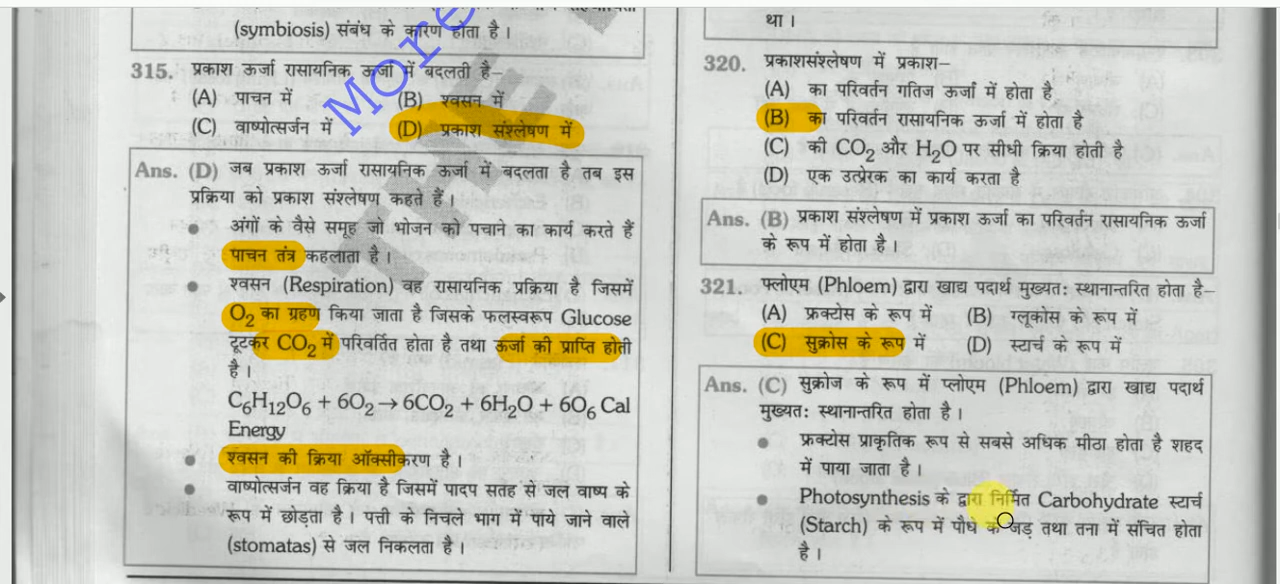 (symbiosis) संबंध के कारण होता है।
315. प्रकाश ऊर्जा रासायनिक ऊर्जा में बदलती है–
(A) पाचन में (B) श्वसन में
(C) वाष्पोत्सर्जन में (D) प्रकाश संश्लेषण में
Ans. (D) जब प्रकाश ऊर्जा रासायनिक ऊर्जा में बदलता है तब इस
प्रक्रिया को प्रकाश संश्लेषण कहते हैं।
● अंगों के वैसे समूह जो भोजन को पचाने का कार्य करते हैं
पाचन तंत्र कहलाता है।
● श्वसन (Respiration) वह रासायनिक प्रक्रिया है जिसमें
O₂ का ग्रहण किया जाता है जिसके फलस्वरूप Glucose
टूटकर CO₂ में परिवर्तित होता है तथा ऊर्जा की प्राप्ति होती
है।
C₆H₁₂O₆ + 6O₂ → 6CO₂ + 6H₂O + 6O₆ Cal
Energy
● श्वसन की क्रिया ऑक्सीकरण है।
● वाष्पोत्सर्जन वह क्रिया है जिसमें पादप सतह से जल वाष्प के
रूप में छोड़ता है। पत्ती के निचले भाग में पाये जाने वाले
(stomatas) से जल निकलता है।
More
था।
320. प्रकाशसंश्लेषण में प्रकाश–
(A) का परिवर्तन गतिज ऊर्जा में होता है
(B) का परिवर्तन रासायनिक ऊर्जा में होता है
(C) की CO₂ और H₂O पर सीधी क्रिया होती है
(D) एक उत्प्रेरक का कार्य करता है
Ans. (B) प्रकाश संश्लेषण में प्रकाश ऊर्जा का परिवर्तन रासायनिक ऊर्जा
के रूप में होता है।
321. फ्लोएम (Phloem) द्वारा खाद्य पदार्थ मुख्यत: स्थानान्तरित होता है–
(A) फ्रक्टोस के रूप में (B) ग्लूकोस के रूप में
(C) सुक्रोस के रूप में (D) स्टार्च के रूप में
Ans. (C) सुक्रोज के रूप में प्लोएम (Phloem) द्वारा खाद्य पदार्थ
मुख्यत: स्थानान्तरित होता है।
● फ्रक्टोस प्राकृतिक रूप से सबसे अधिक मीठा होता है शहद
में पाया जाता है।
● Photosynthesis के द्वारा निर्मित Carbohydrate स्टार्च
(Starch) के रूप में पौधे के जड़ तथा तना में संचित होता
है।